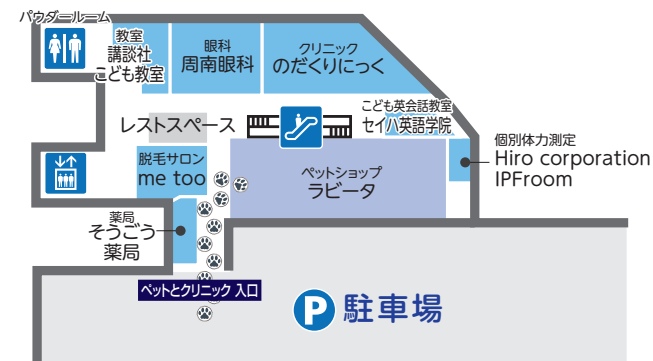 パウダールーム
教室
講談社
こども教室
眼科
周南眼科
クリニック
のだくりにっく
レストスペース
こども英会話教室
セイハ英語学院
個別体力測定
Hiro corporation
IPFroom
脱毛サロン
me too
ペットショップ
ラビータ
薬局
そうごう
薬局
ペットとクリニック 入口
P 駐車場